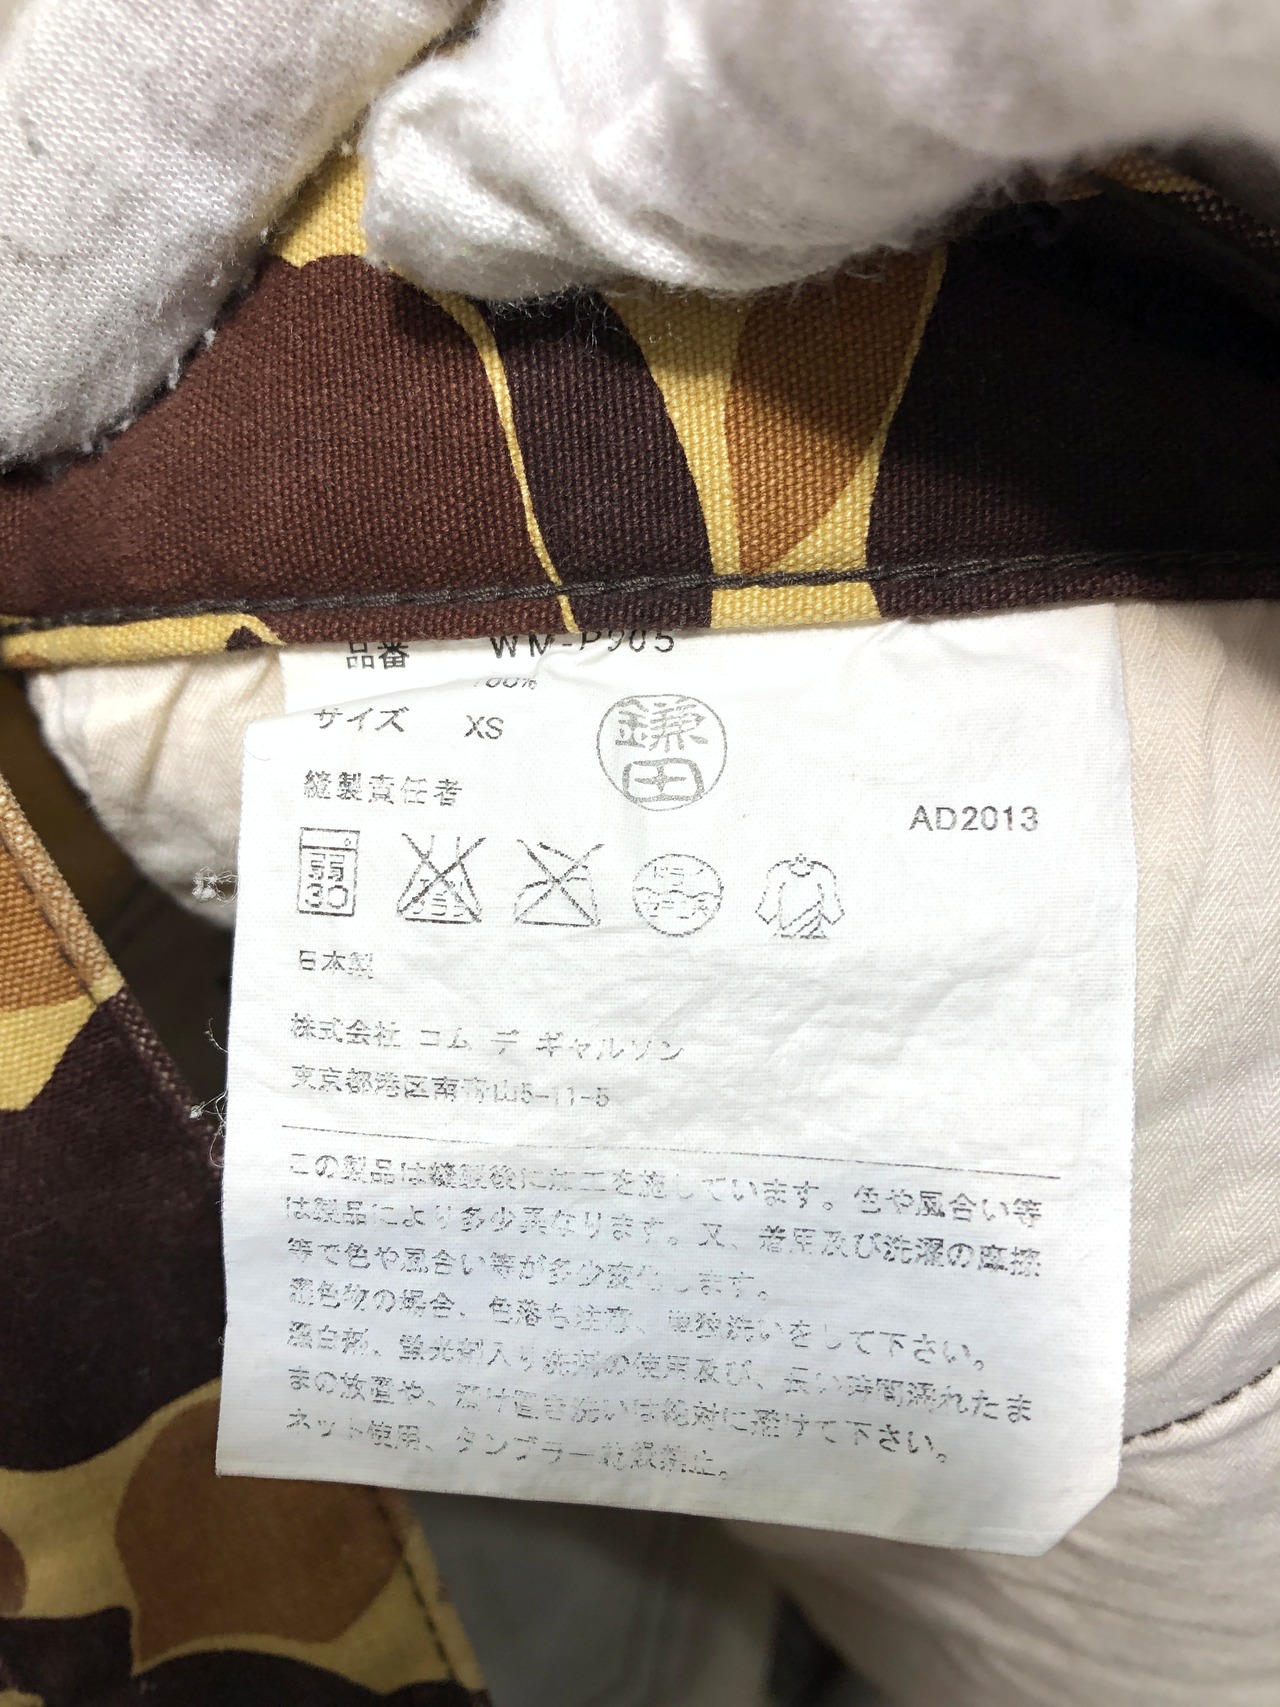 品番 WM-P905
100%
サイズ XS
鎌田
縫製責任者
AD2013
弱
30
ドライ
日本製
株式会社 コム デ ギャルソン
東京都港区南青山5-11-5
この製品は縫製後に加工を施しています。色や風合い等
は製品により多少異なります。又、着用及び洗濯の摩擦
等で色や風合い等が多少変化します。
濃色物の場合、色落ち注意、単独洗いをして下さい。
漂白剤、蛍光剤入り洗剤の使用及び、長い時間濡れたま
まの放置や、漬け置き洗いは絶対に避けて下さい。
ネット使用、タンブラー乾燥禁止。